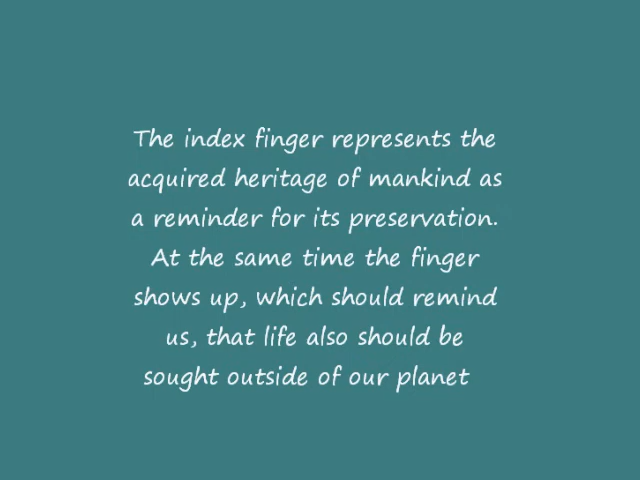 The index finger represents the
acquired heritage of mankind as
a reminder for its preservation.
At the same time the finger
shows up, which should remind
us, that life also should be
sought outside of our planet